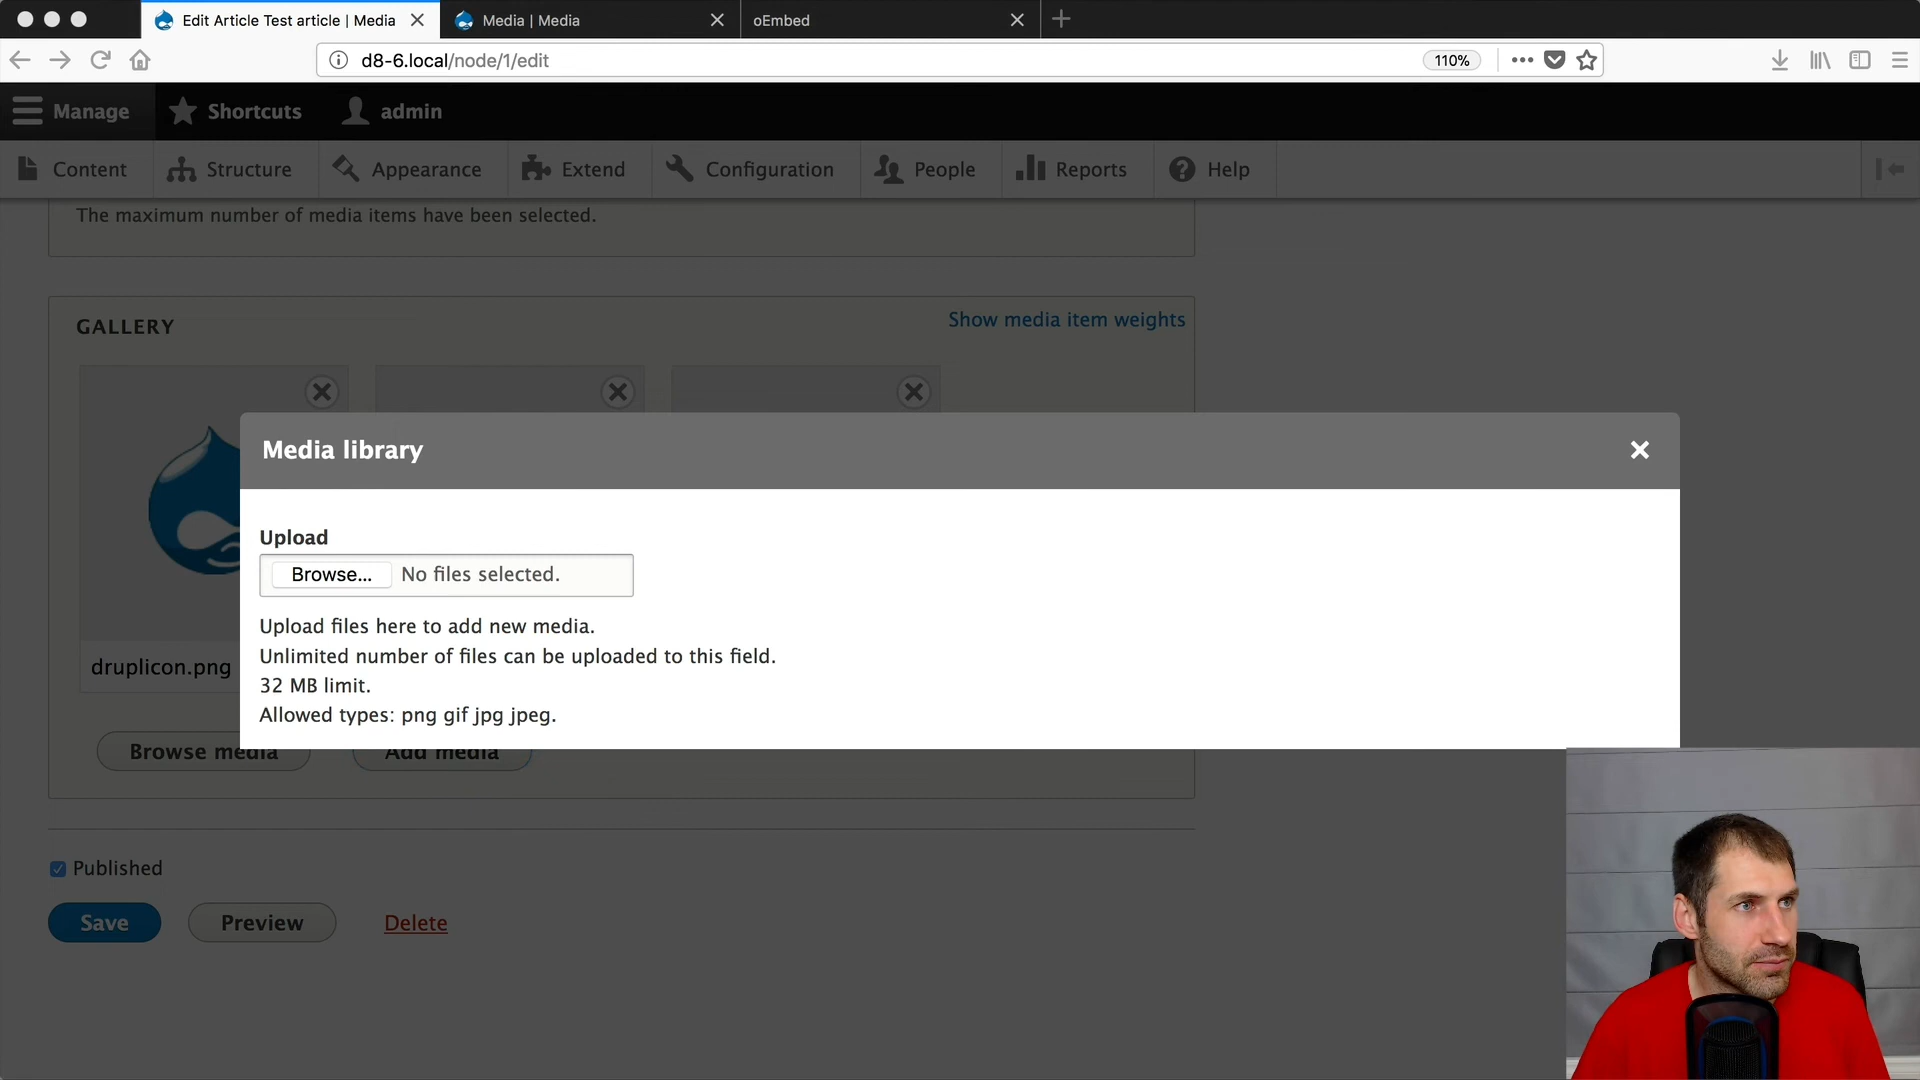 Edit Article Test article | Media
Media | Media
oEmbed
d8-6.local/node/1/edit
110%
Manage
Shortcuts
admin
Content
Structure
Appearance
Extend
Configuration
People
Reports
Help
The maximum number of media items have been selected.
GALLERY
Show media item weights
Media library
Upload
Browse...
No files selected.
Upload files here to add new media.
Unlimited number of files can be uploaded to this field.
32 MB limit.
Allowed types: png gif jpg jpeg.
druplicon.png
Browse media
Add media
Published
Save
Preview
Delete